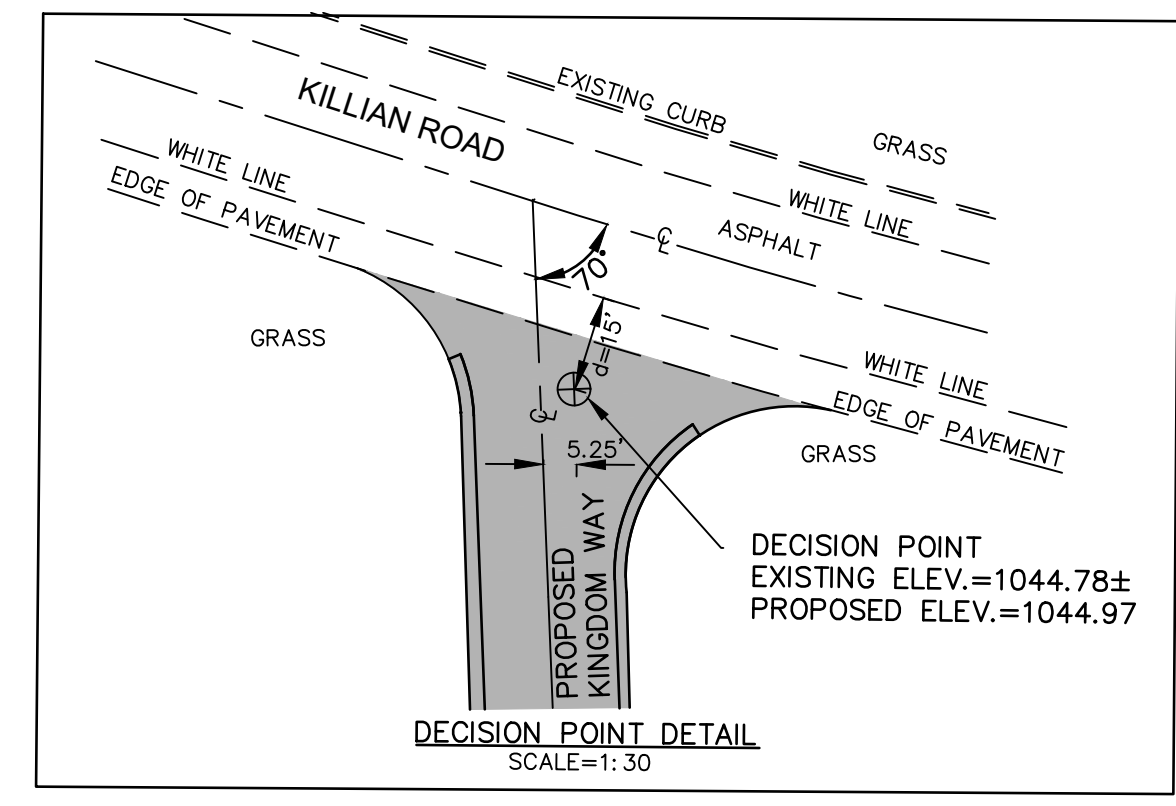 EXISTING CURB
KILLIAN ROAD
GRASS
WHITE LINE
EDGE OF PAVEMENT
WHITE LINE
ASPHALT
℄
70°
GRASS
d=15'
WHITE LINE
EDGE OF PAVEMENT
℄
5.25'
GRASS
PROPOSED
KINGDOM WAY
DECISION POINT
EXISTING ELEV.=1044.78±
PROPOSED ELEV.=1044.97
DECISION POINT DETAIL
SCALE=1:30